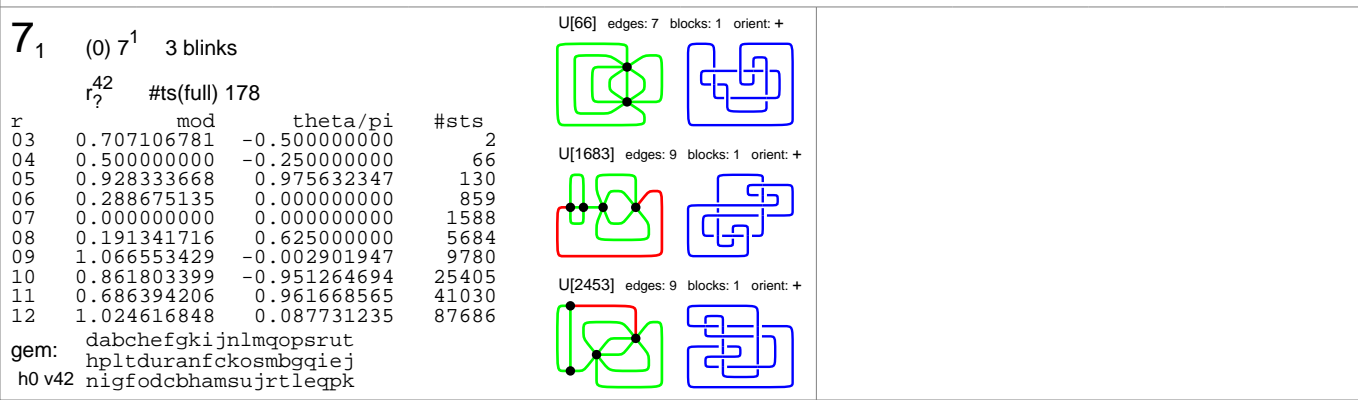 7₁ (0) 7¹ 3 blinks
r?⁴² #ts(full) 178
r mod theta/pi #sts
03 0.707106781 −0.500000000 2
04 0.500000000 −0.250000000 66
05 0.928333668 0.975632347 130
06 0.288675135 0.000000000 859
07 0.000000000 0.000000000 1588
08 0.191341716 0.625000000 5684
09 1.066553429 −0.002901947 9780
10 0.861803399 −0.951264694 25405
11 0.686394206 0.961668565 41030
12 1.024616848 0.087731235 87686
gem: dabchefgkijnlmqopsrut
hpltduranfckosmbgqiej
h0 v42 nigfodcbhamsujrtleqpk
U[66] edges: 7 blocks: 1 orient: +
U[1683] edges: 9 blocks: 1 orient: +
U[2453] edges: 9 blocks: 1 orient: +